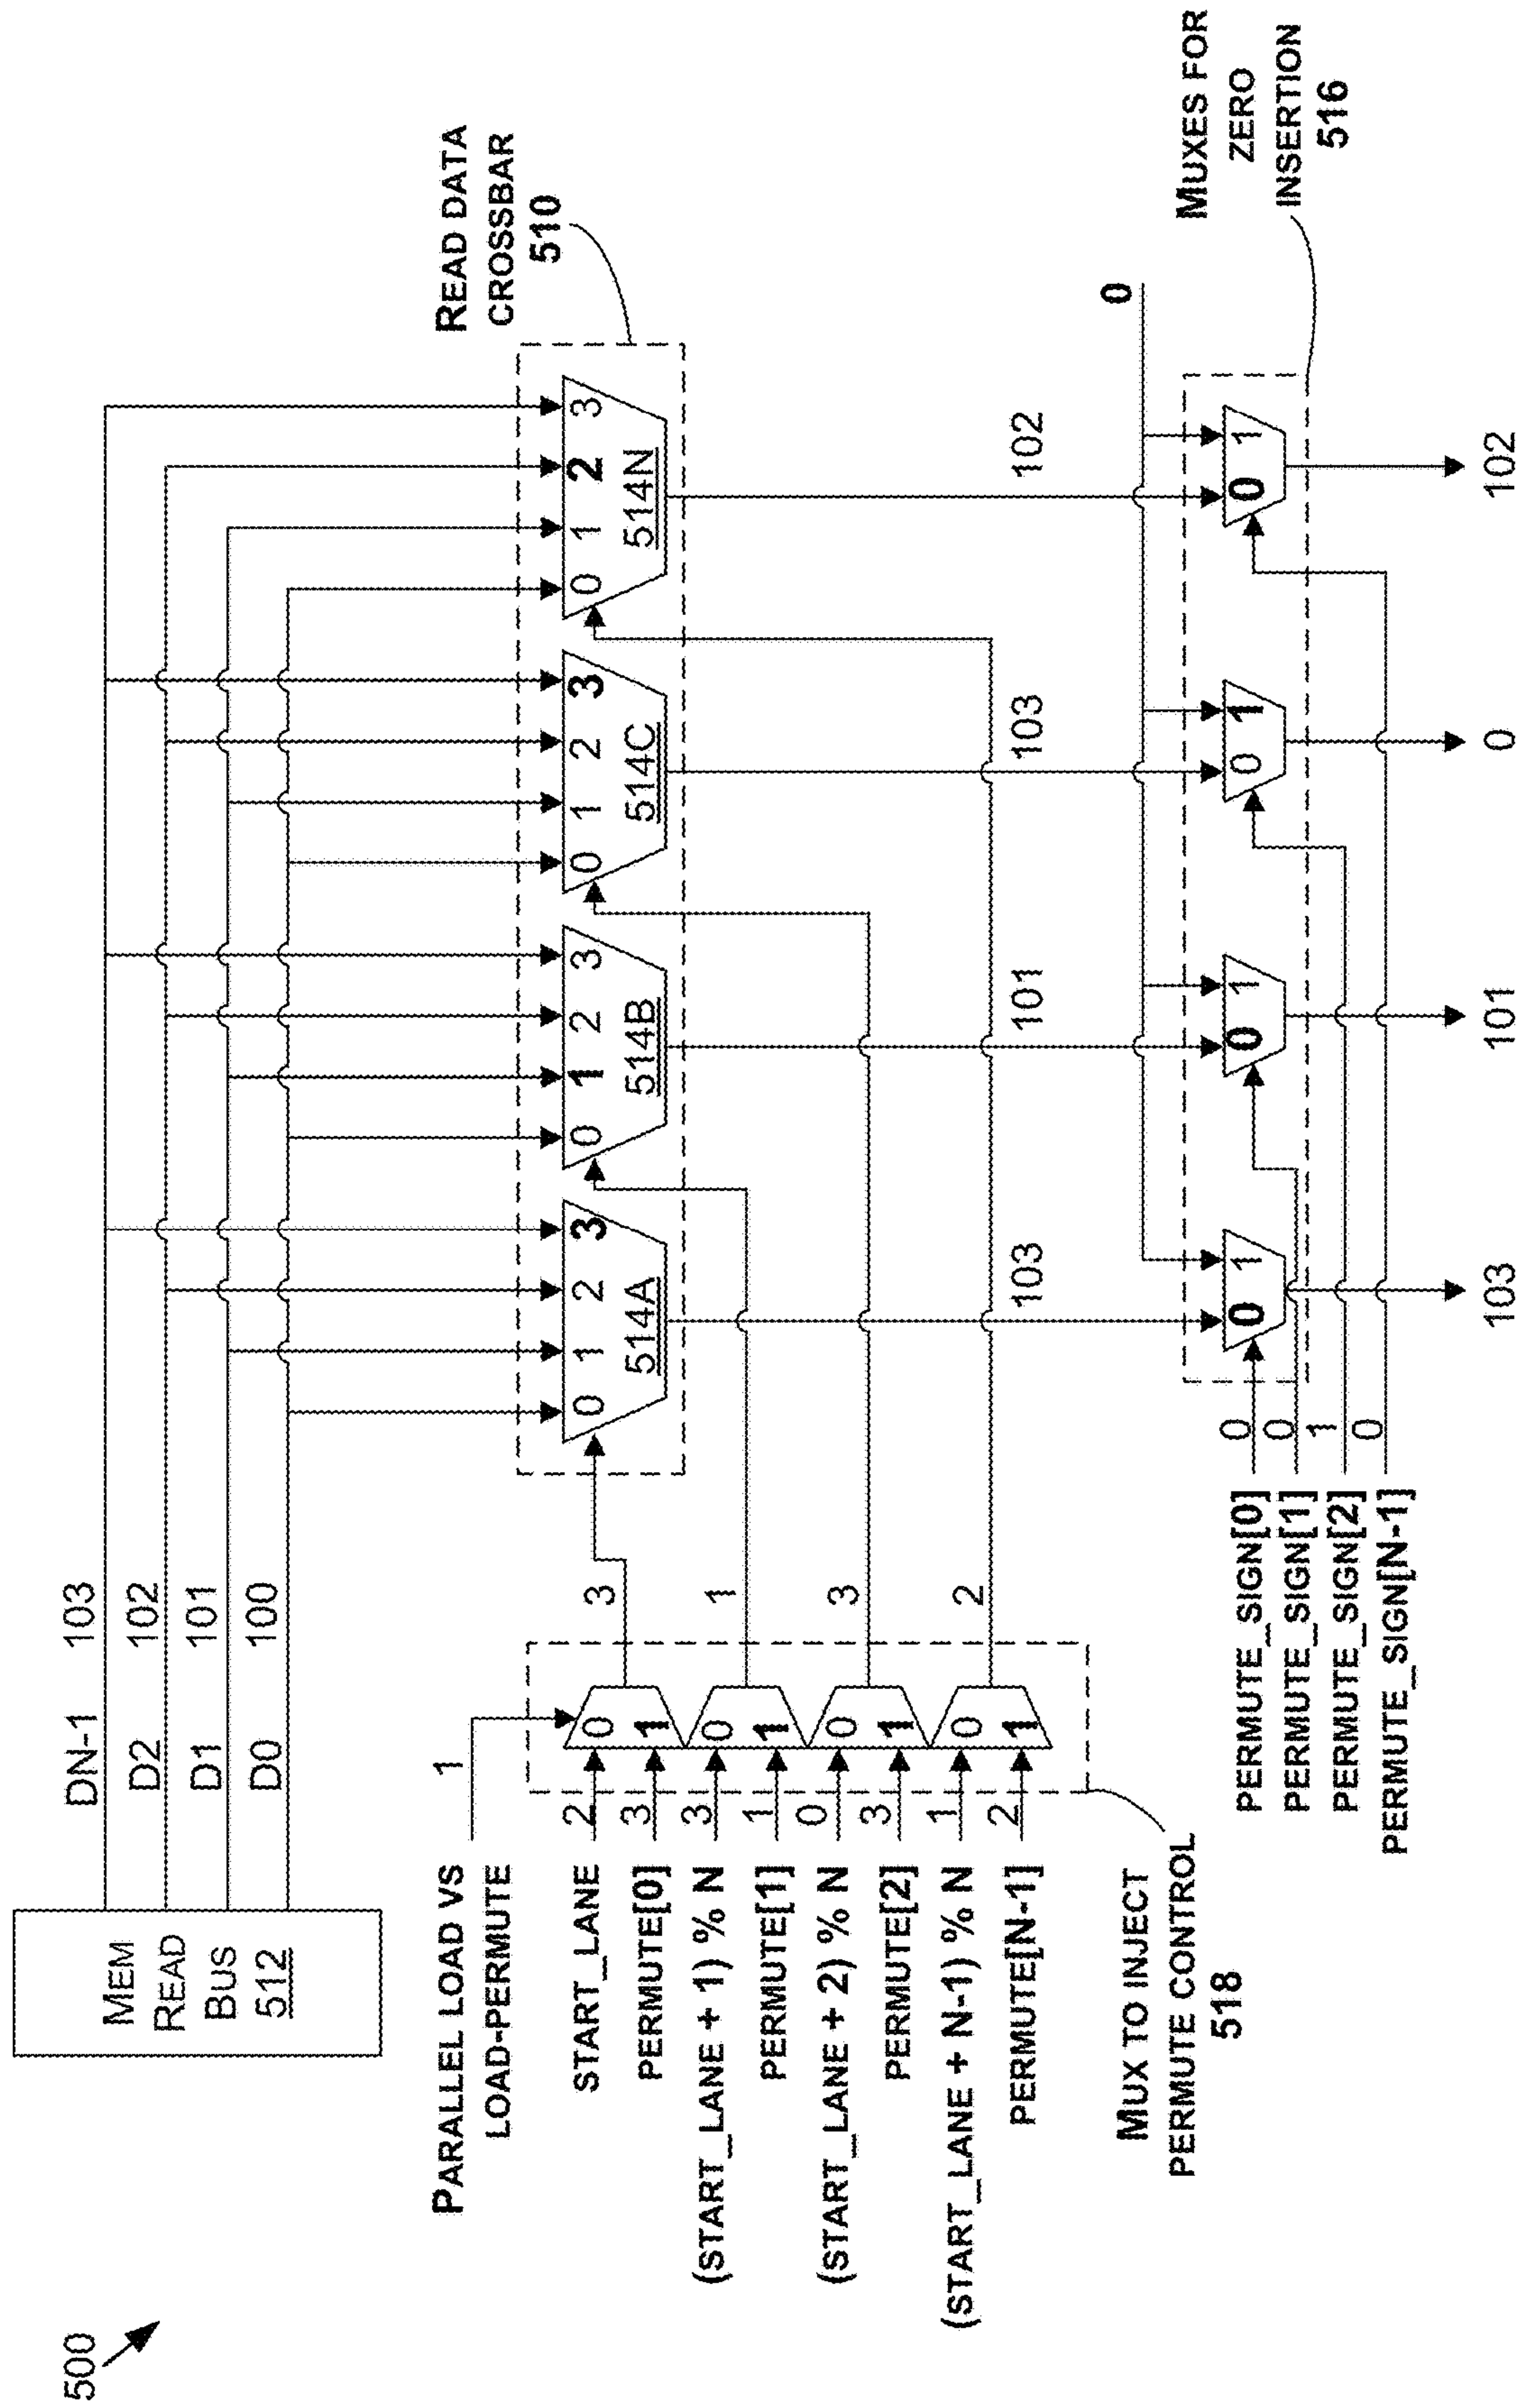 500
MEM
READ
BUS
512
DN-1 103
D2 102
D1 101
D0 100
READ DATA
CROSSBAR
510
PARALLEL LOAD VS
LOAD-PERMUTE
1
START_LANE 2
PERMUTE[0] 3
(START_LANE + 1) % N 3
PERMUTE[1] 1
(START_LANE + 2) % N 0
PERMUTE[2] 3
(START_LANE + N-1) % N 1
PERMUTE[N-1] 2
0 1 0 1 0 1 0 1
3
1
3
2
MUX TO INJECT
PERMUTE CONTROL
518
0 1 2 3
514A
0 1 2 3
514B
0 1 2 3
514C
0 1 2 3
514N
103 101 103 102
0
MUXES FOR
ZERO
INSERTION
516
0 1 0 1 0 1 0 1
PERMUTE_SIGN[0] 0
PERMUTE_SIGN[1] 0
PERMUTE_SIGN[2] 1
PERMUTE_SIGN[N-1] 0
103 101 0 102